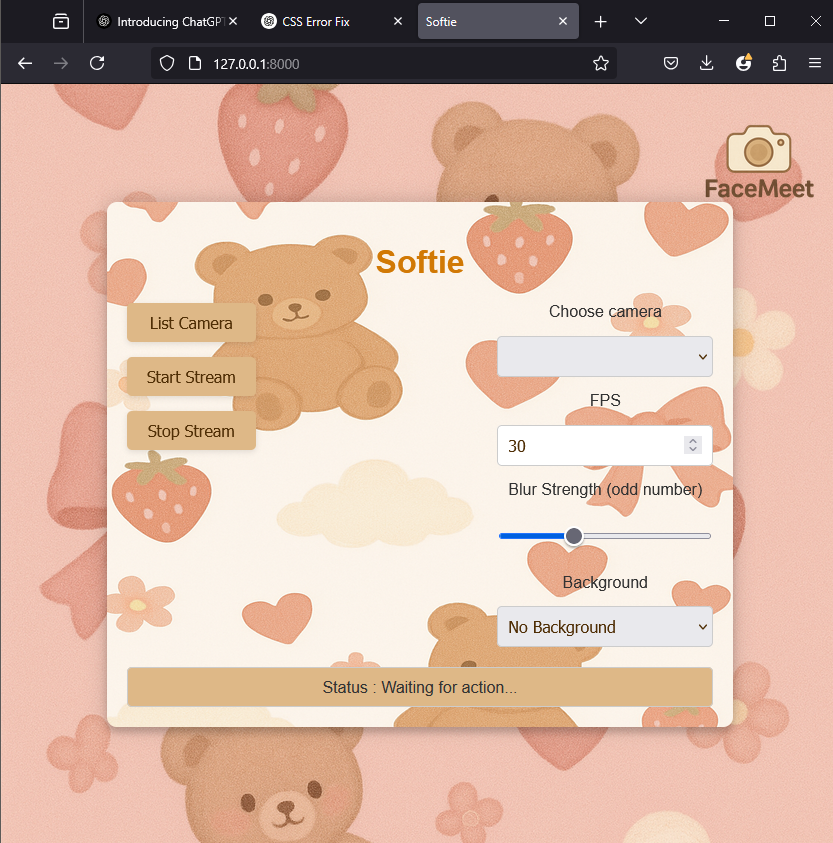 Introducing ChatGPT
CSS Error Fix
Softie
127.0.0.1:8000
FaceMeet
Softie
List Camera
Start Stream
Stop Stream
Choose camera
FPS
30
Blur Strength (odd number)
Background
No Background
Status : Waiting for action...